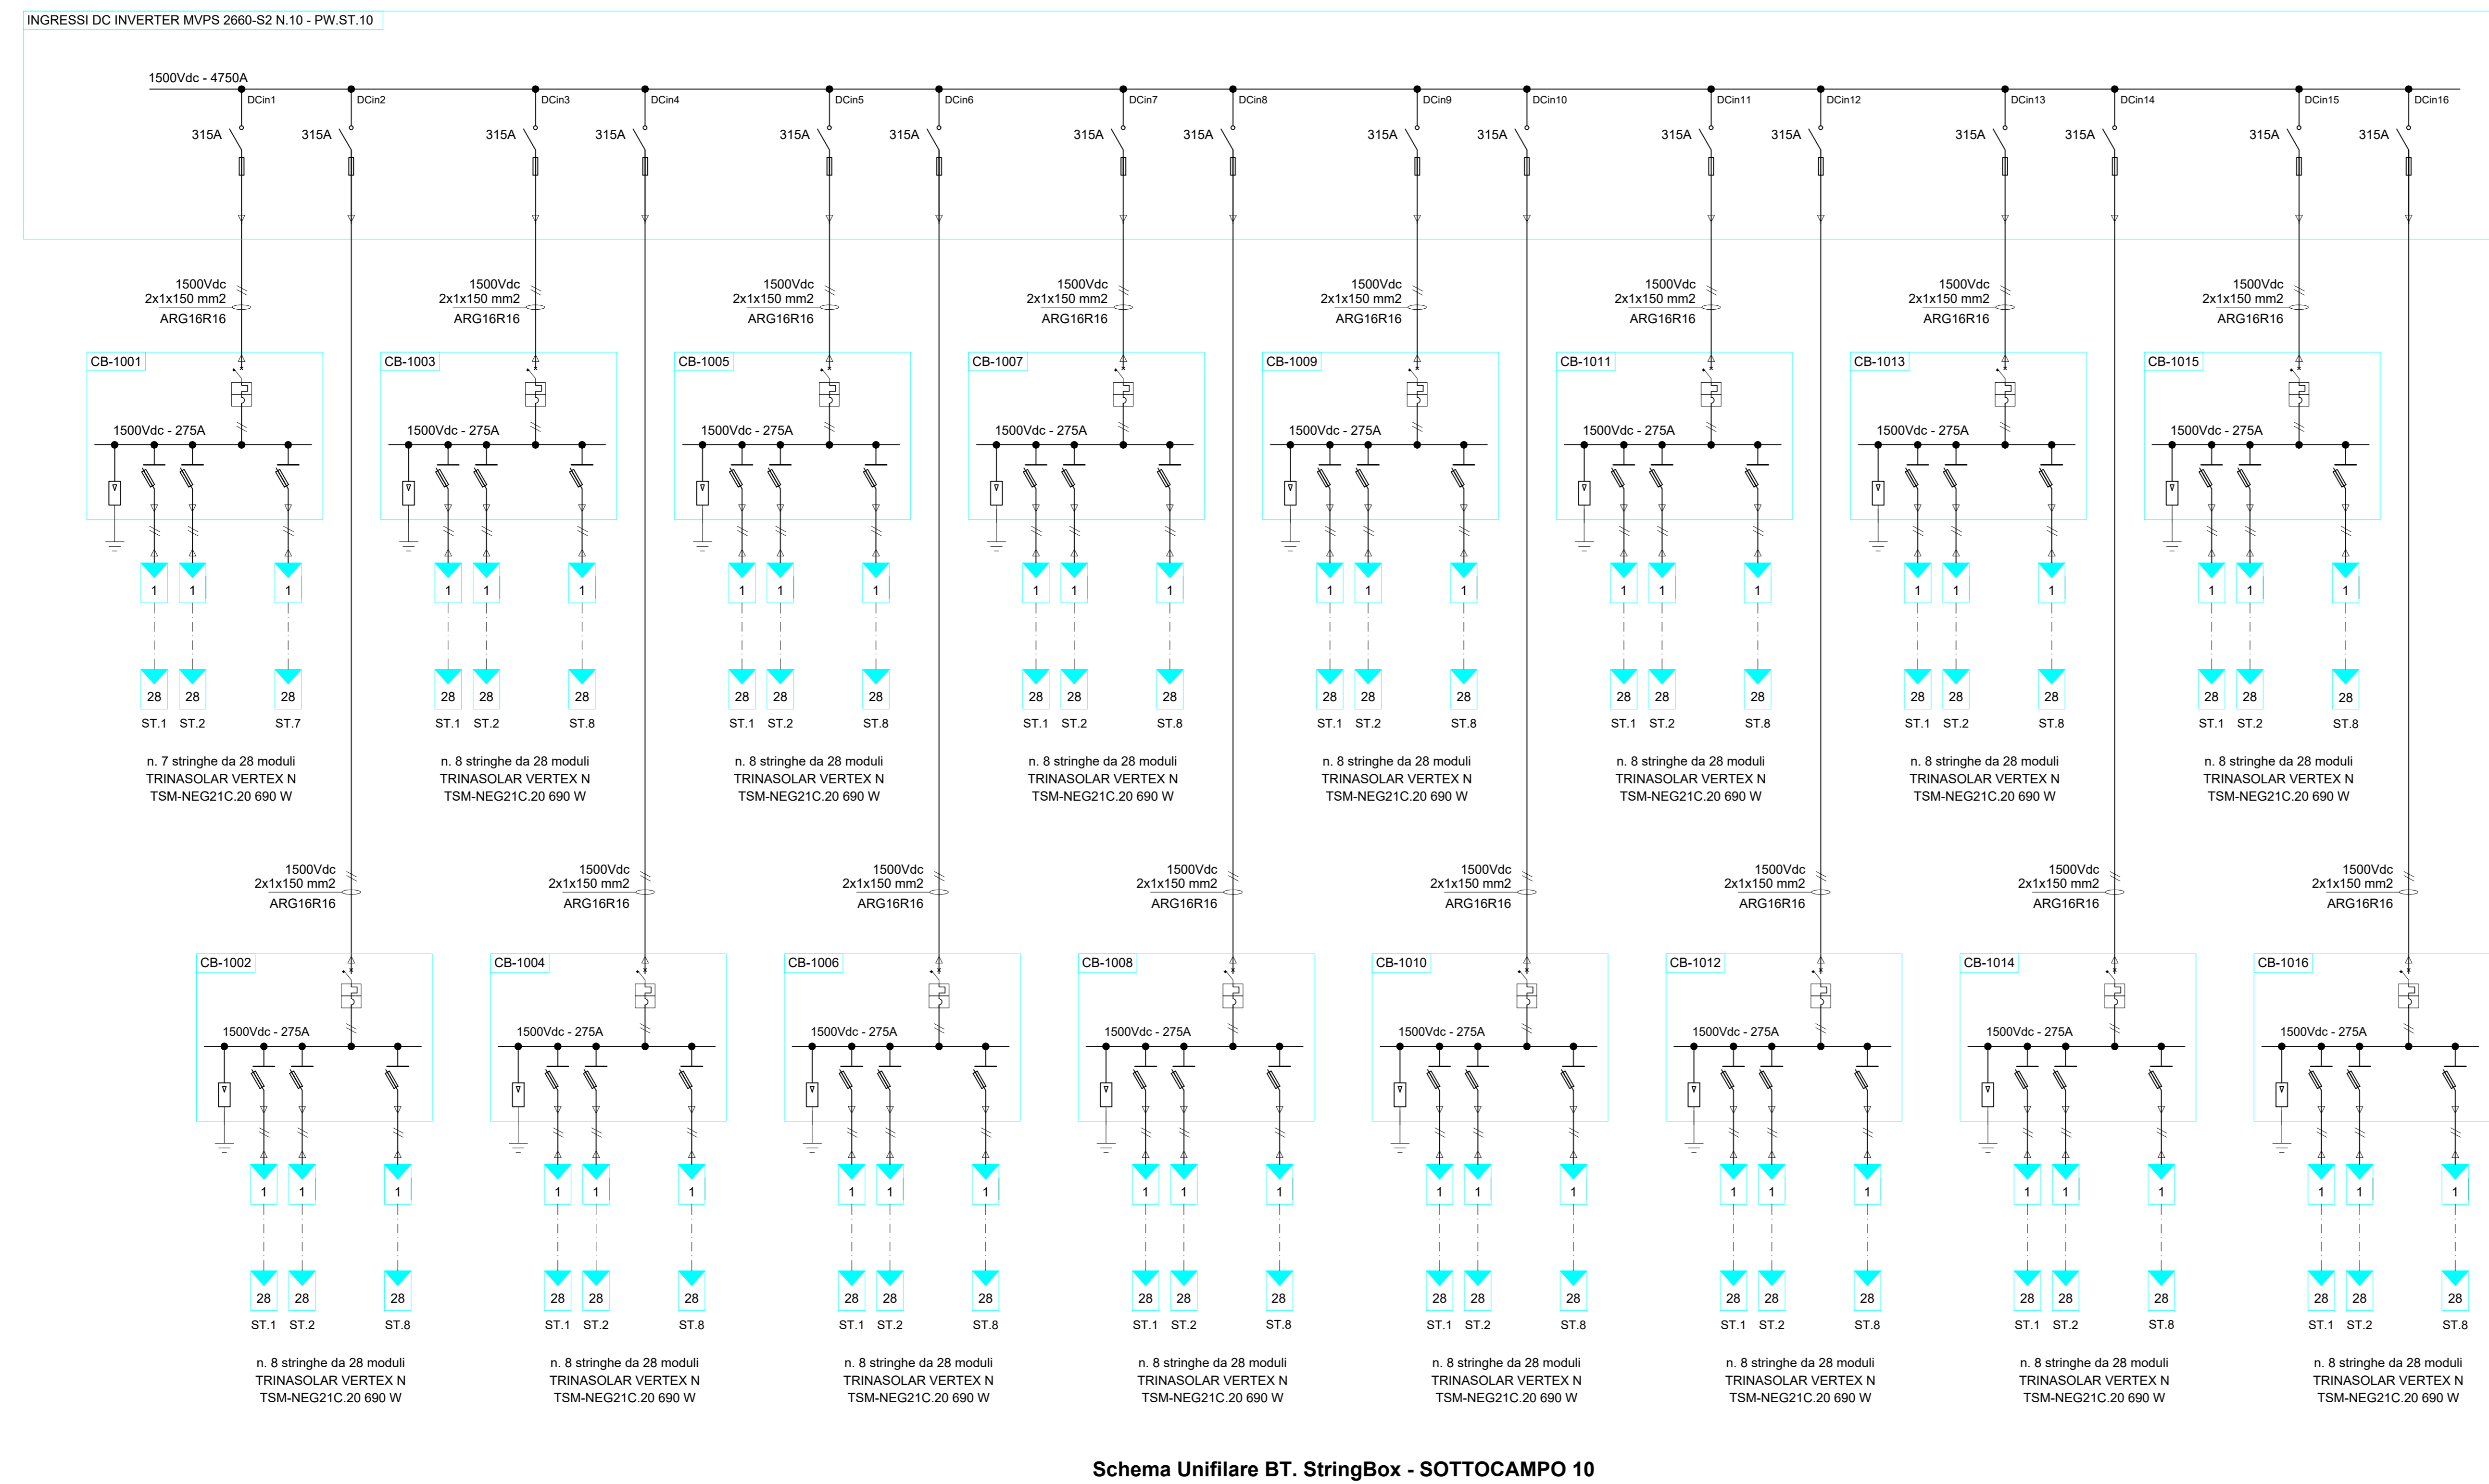 INGRESSI DC INVERTER MVPS 2660-S2 N.10 - PW.ST.10
1500Vdc - 4750A
DCin1 DCin2 DCin3 DCin4 DCin5 DCin6 DCin7 DCin8 DCin9 DCin10 DCin11 DCin12 DCin13 DCin14 DCin15 DCin16
315A 315A 315A 315A 315A 315A 315A 315A 315A 315A 315A 315A 315A 315A 315A 315A
1500Vdc 1500Vdc 1500Vdc 1500Vdc 1500Vdc 1500Vdc 1500Vdc 1500Vdc
2x1x150 mm2 2x1x150 mm2 2x1x150 mm2 2x1x150 mm2 2x1x150 mm2 2x1x150 mm2 2x1x150 mm2 2x1x150 mm2
ARG16R16 ARG16R16 ARG16R16 ARG16R16 ARG16R16 ARG16R16 ARG16R16 ARG16R16
CB-1001 CB-1003 CB-1005 CB-1007 CB-1009 CB-1011 CB-1013 CB-1015
1500Vdc - 275A 1500Vdc - 275A 1500Vdc - 275A 1500Vdc - 275A 1500Vdc - 275A 1500Vdc - 275A 1500Vdc - 275A 1500Vdc - 275A
1 1 1 1 1 1 1 1 1 1 1 1 1 1 1 1 1 1 1 1 1 1 1 1
28 28 28 28 28 28 28 28 28 28 28 28 28 28 28 28 28 28 28 28 28 28 28 28
ST.1 ST.2 ST.7 ST.1 ST.2 ST.8 ST.1 ST.2 ST.8 ST.1 ST.2 ST.8 ST.1 ST.2 ST.8 ST.1 ST.2 ST.8 ST.1 ST.2 ST.8 ST.1 ST.2 ST.8
n. 7 stringhe da 28 moduli n. 8 stringhe da 28 moduli n. 8 stringhe da 28 moduli n. 8 stringhe da 28 moduli n. 8 stringhe da 28 moduli n. 8 stringhe da 28 moduli n. 8 stringhe da 28 moduli n. 8 stringhe da 28 moduli
TRINASOLAR VERTEX N TRINASOLAR VERTEX N TRINASOLAR VERTEX N TRINASOLAR VERTEX N TRINASOLAR VERTEX N TRINASOLAR VERTEX N TRINASOLAR VERTEX N TRINASOLAR VERTEX N
TSM-NEG21C.20 690 W TSM-NEG21C.20 690 W TSM-NEG21C.20 690 W TSM-NEG21C.20 690 W TSM-NEG21C.20 690 W TSM-NEG21C.20 690 W TSM-NEG21C.20 690 W TSM-NEG21C.20 690 W
1500Vdc 1500Vdc 1500Vdc 1500Vdc 1500Vdc 1500Vdc 1500Vdc 1500Vdc
2x1x150 mm2 2x1x150 mm2 2x1x150 mm2 2x1x150 mm2 2x1x150 mm2 2x1x150 mm2 2x1x150 mm2 2x1x150 mm2
ARG16R16 ARG16R16 ARG16R16 ARG16R16 ARG16R16 ARG16R16 ARG16R16 ARG16R16
CB-1002 CB-1004 CB-1006 CB-1008 CB-1010 CB-1012 CB-1014 CB-1016
1500Vdc - 275A 1500Vdc - 275A 1500Vdc - 275A 1500Vdc - 275A 1500Vdc - 275A 1500Vdc - 275A 1500Vdc - 275A 1500Vdc - 275A
1 1 1 1 1 1 1 1 1 1 1 1 1 1 1 1 1 1 1 1 1 1 1 1
28 28 28 28 28 28 28 28 28 28 28 28 28 28 28 28 28 28 28 28 28 28 28 28
ST.1 ST.2 ST.8 ST.1 ST.2 ST.8 ST.1 ST.2 ST.8 ST.1 ST.2 ST.8 ST.1 ST.2 ST.8 ST.1 ST.2 ST.8 ST.1 ST.2 ST.8 ST.1 ST.2 ST.8
n. 8 stringhe da 28 moduli n. 8 stringhe da 28 moduli n. 8 stringhe da 28 moduli n. 8 stringhe da 28 moduli n. 8 stringhe da 28 moduli n. 8 stringhe da 28 moduli n. 8 stringhe da 28 moduli n. 8 stringhe da 28 moduli
TRINASOLAR VERTEX N TRINASOLAR VERTEX N TRINASOLAR VERTEX N TRINASOLAR VERTEX N TRINASOLAR VERTEX N TRINASOLAR VERTEX N TRINASOLAR VERTEX N TRINASOLAR VERTEX N
TSM-NEG21C.20 690 W TSM-NEG21C.20 690 W TSM-NEG21C.20 690 W TSM-NEG21C.20 690 W TSM-NEG21C.20 690 W TSM-NEG21C.20 690 W TSM-NEG21C.20 690 W TSM-NEG21C.20 690 W
Schema Unifilare BT. StringBox - SOTTOCAMPO 10